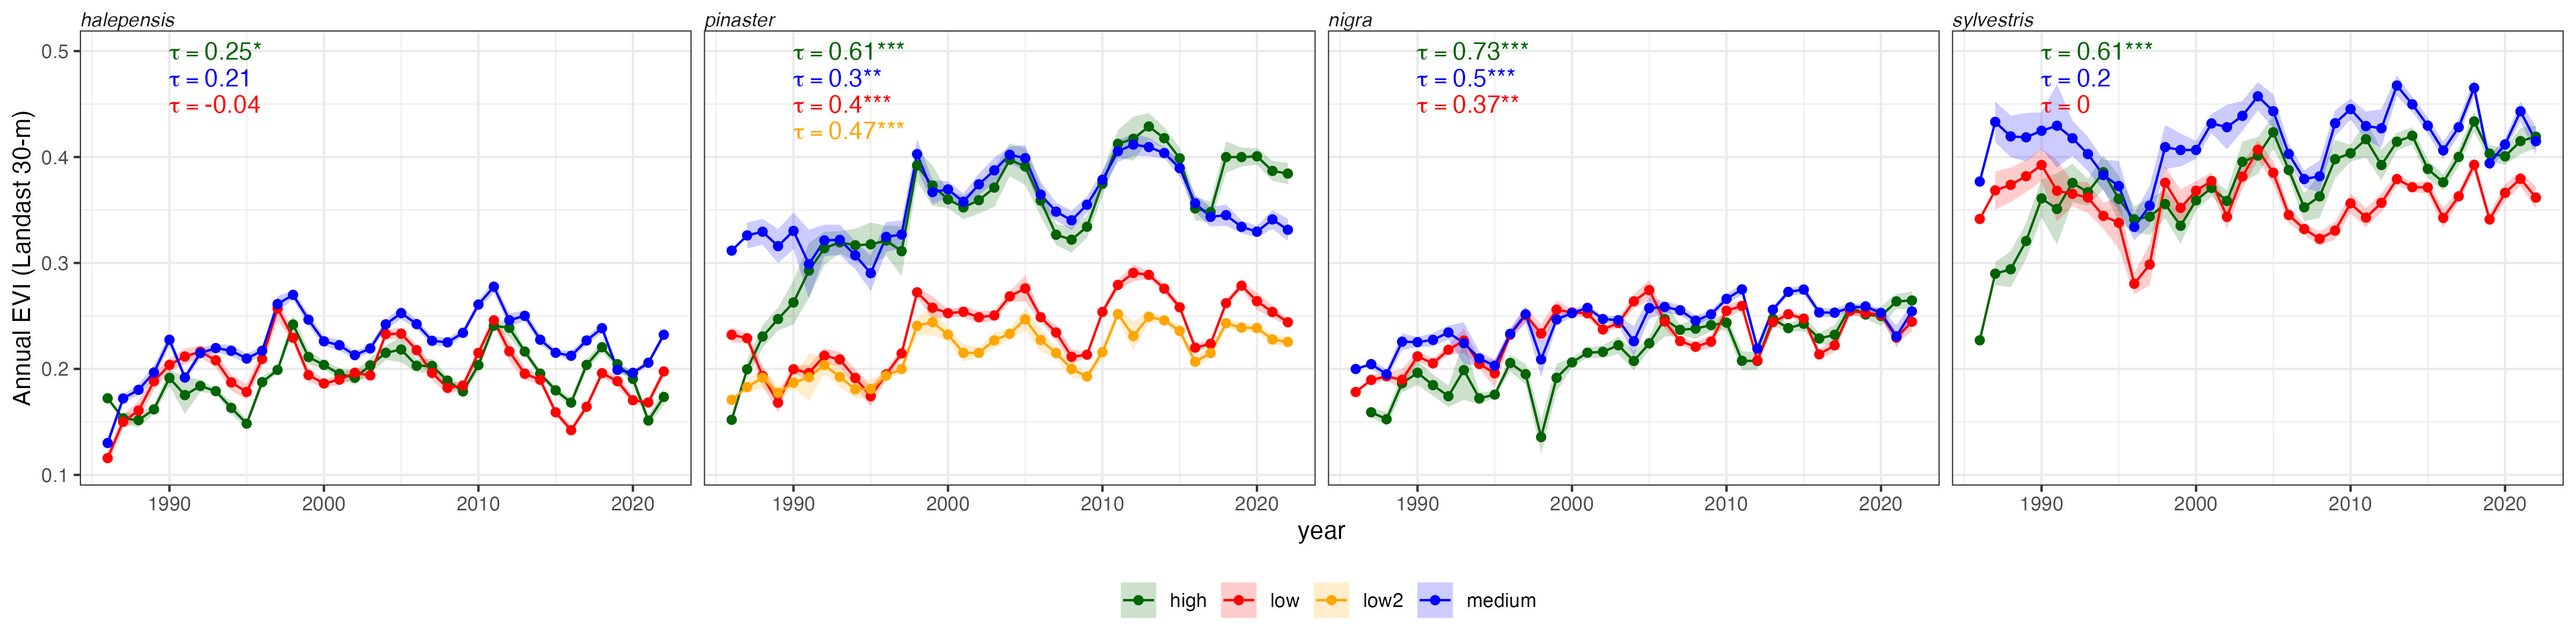 halepensis pinaster nigra sylvestris
τ = 0.25* τ = 0.61*** τ = 0.73*** τ = 0.61***
τ = 0.21 τ = 0.3** τ = 0.5*** τ = 0.2
τ = -0.04 τ = 0.4*** τ = 0.37** τ = 0
τ = 0.47***
0.5
0.4
0.3
0.2
0.1
Annual EVI (Landast 30-m)
1990 2000 2010 2020 1990 2000 2010 2020 1990 2000 2010 2020 1990 2000 2010 2020
year
high low low2 medium